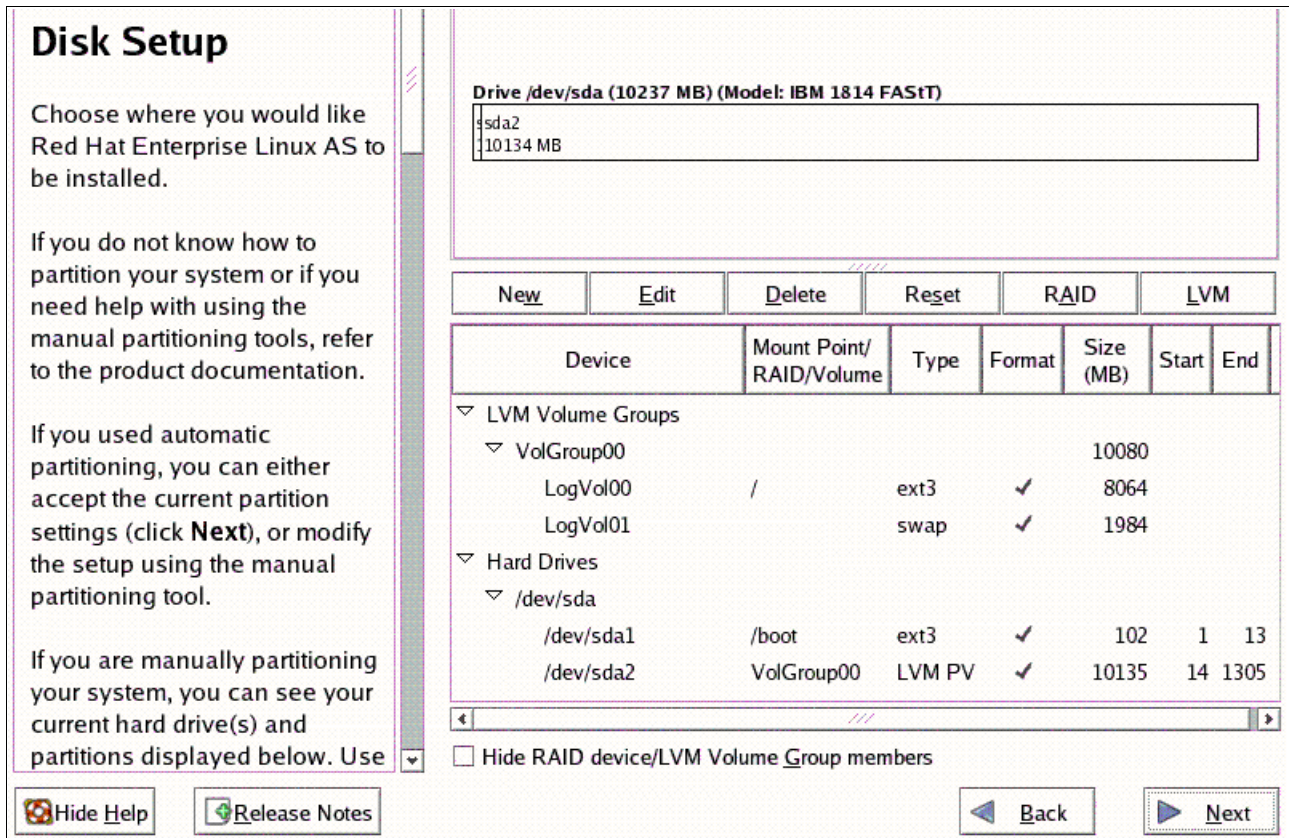 Disk Setup
Choose where you would like
Red Hat Enterprise Linux AS to
be installed.
If you do not know how to
partition your system or if you
need help with using the
manual partitioning tools, refer
to the product documentation.
If you used automatic
partitioning, you can either
accept the current partition
settings (click Next), or modify
the setup using the manual
partitioning tool.
If you are manually partitioning
your system, you can see your
current hard drive(s) and
partitions displayed below. Use
Drive /dev/sda (10237 MB) (Model: IBM 1814 FAStT)
sda2
10134 MB
New Edit Delete Reset RAID LVM
Device Mount Point/ RAID/Volume Type Format Size (MB) Start End
LVM Volume Groups
VolGroup00 10080
LogVol00 / ext3 ✓ 8064
LogVol01 swap ✓ 1984
Hard Drives
/dev/sda
/dev/sda1 /boot ext3 ✓ 102 1 13
/dev/sda2 VolGroup00 LVM PV ✓ 10135 14 1305
Hide RAID device/LVM Volume Group members
Hide Help Release Notes Back Next